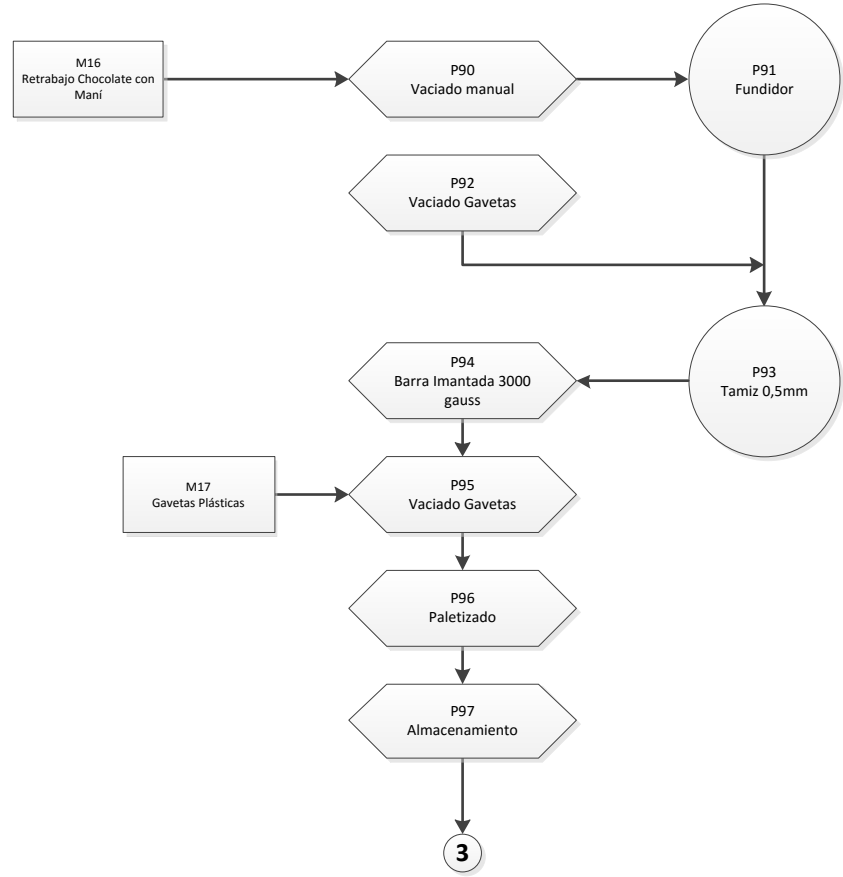 M16
Retrabajo Chocolate con
Maní
P90
Vaciado manual
P91
Fundidor
P92
Vaciado Gavetas
P93
Tamiz 0,5mm
P94
Barra Imantada 3000
gauss
M17
Gavetas Plásticas
P95
Vaciado Gavetas
P96
Paletizado
P97
Almacenamiento
3